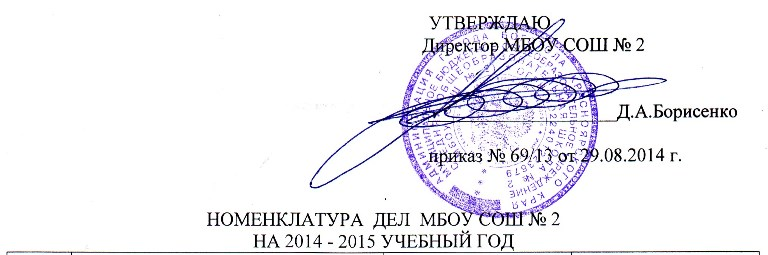 УТВЕРЖДАЮ
Директор МБОУ СОШ № 2
Д.А.Борисенко
приказ № 69/13 от 29.08.2014 г.
НОМЕНКЛАТУРА ДЕЛ МБОУ СОШ № 2
НА 2014 - 2015 УЧЕБНЫЙ ГОД